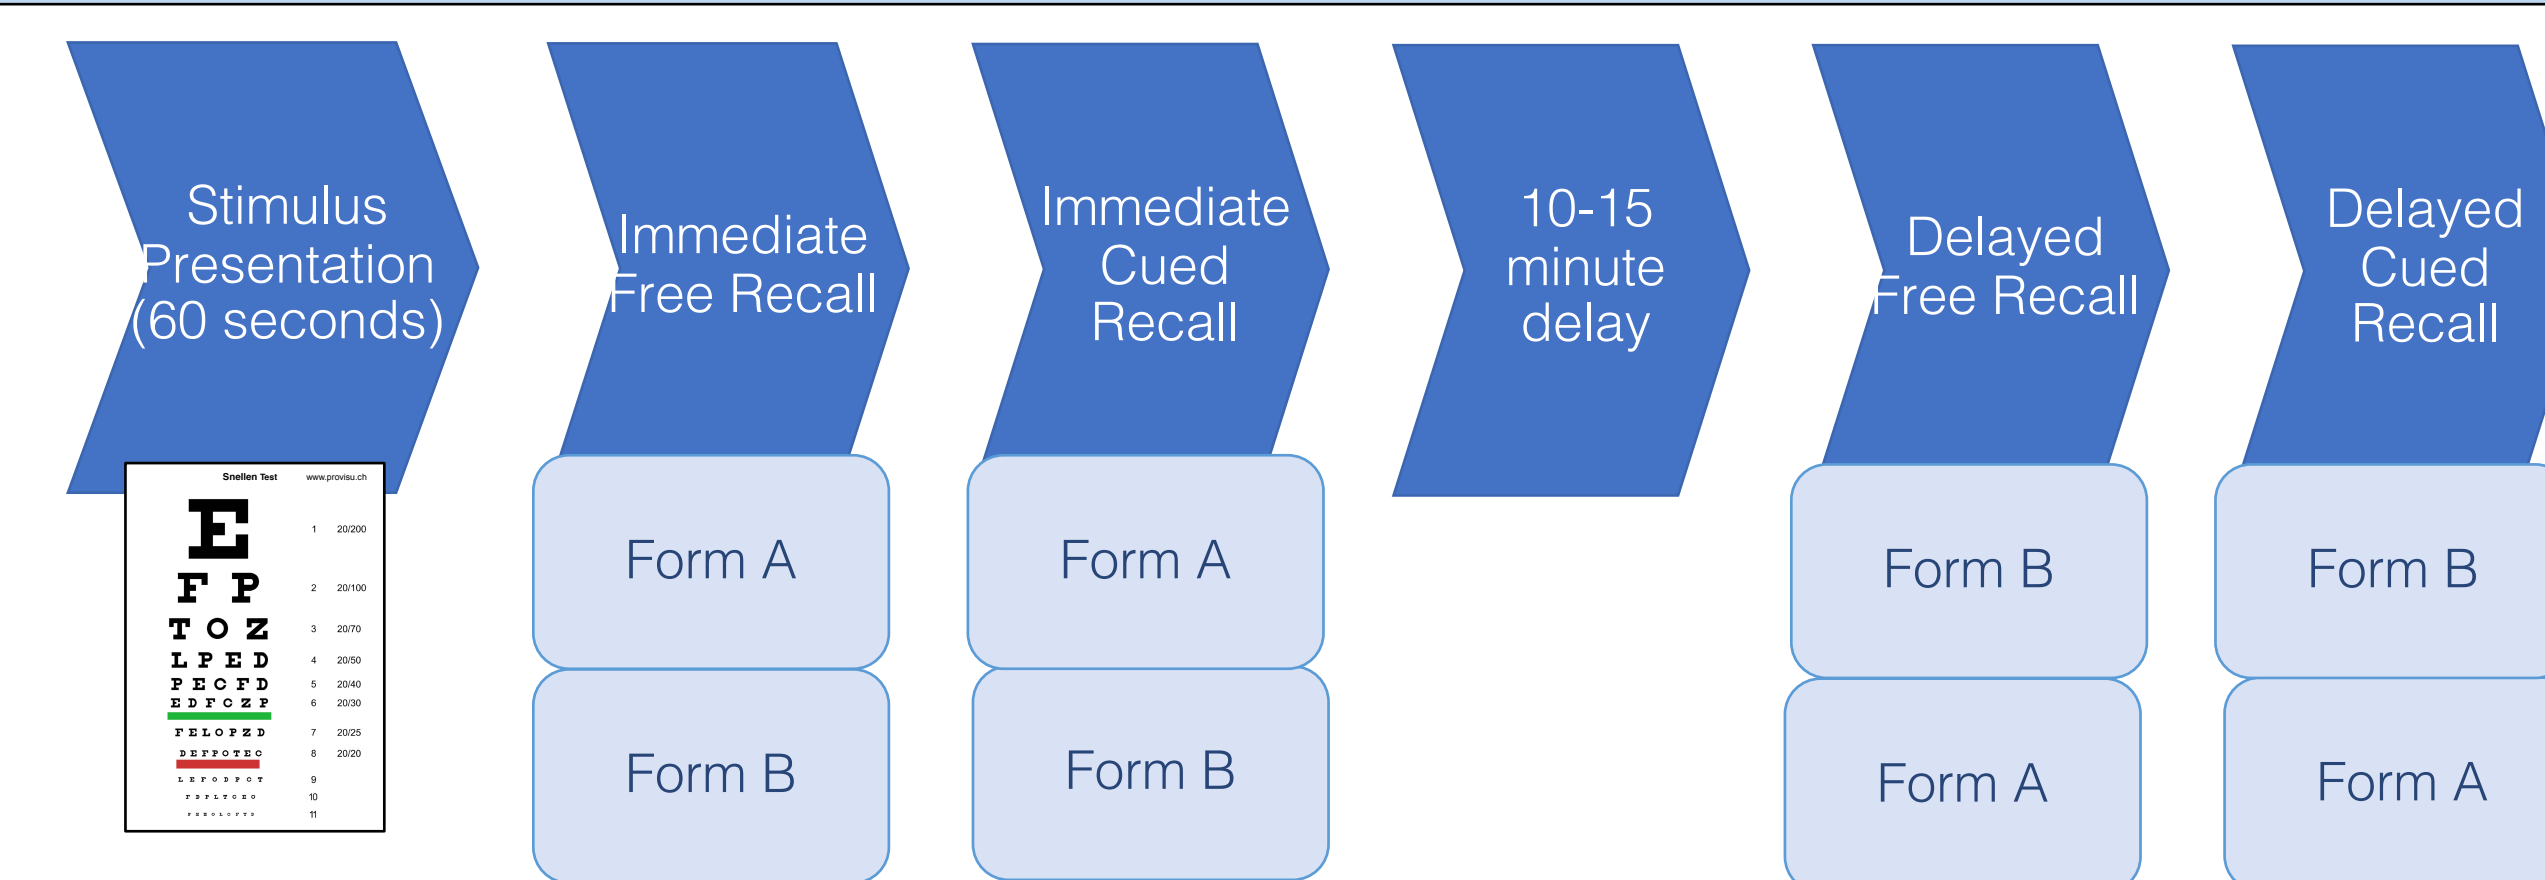 Stimulus
Presentation
(60 seconds)
Immediate
Free Recall
Immediate
Cued
Recall
10-15
minute
delay
Delayed
Free Recall
Delayed
Cued
Recall
Snellen Test www.provisu.ch
E 1 20/200
F P 2 20/100
T O Z 3 20/70
L P E D 4 20/50
P E C F D 5 20/40
E D F C Z P 6 20/30
F E L O P Z D 7 20/25
D E F P O T E C 8 20/20
L E F O D P C T 9
F D P L T C E O 10
11
Form A
Form B
Form A
Form B
Form B
Form A
Form B
Form A